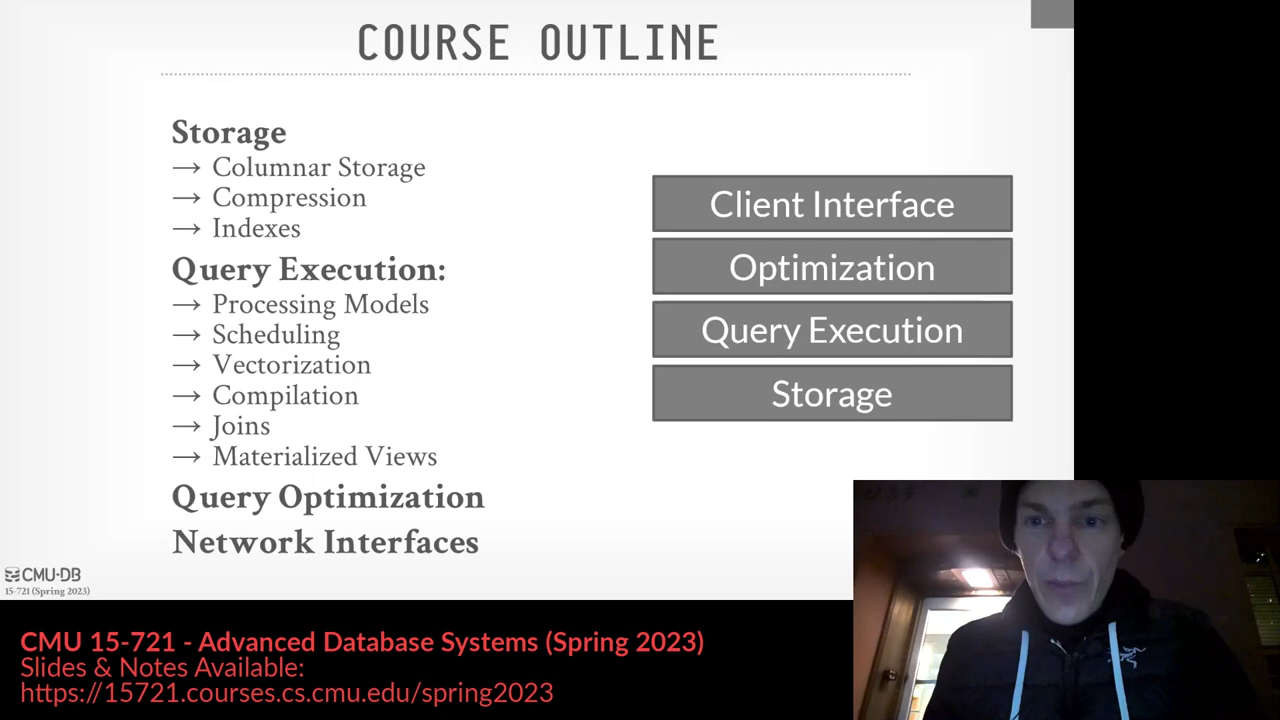 COURSE OUTLINE
Storage
→ Columnar Storage
→ Compression
→ Indexes
Query Execution:
→ Processing Models
→ Scheduling
→ Vectorization
→ Compilation
→ Joins
→ Materialized Views
Query Optimization
Network Interfaces
Client Interface
Optimization
Query Execution
Storage
CMU·DB
15-721 (Spring 2023)
CMU 15-721 - Advanced Database Systems (Spring 2023)
Slides & Notes Available:
https://15721.courses.cs.cmu.edu/spring2023